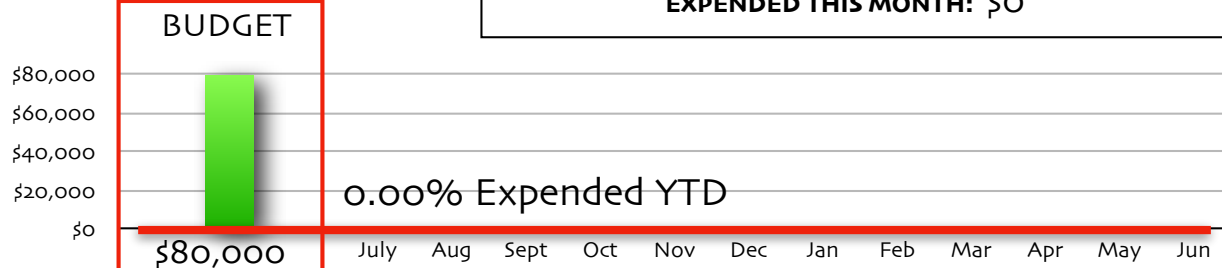 EXPENDED THIS MONTH: $0
BUDGET
$80,000
$60,000
$40,000
$20,000
$0
0.00% Expended YTD
$80,000
July Aug Sept Oct Nov Dec Jan Feb Mar Apr May Jun